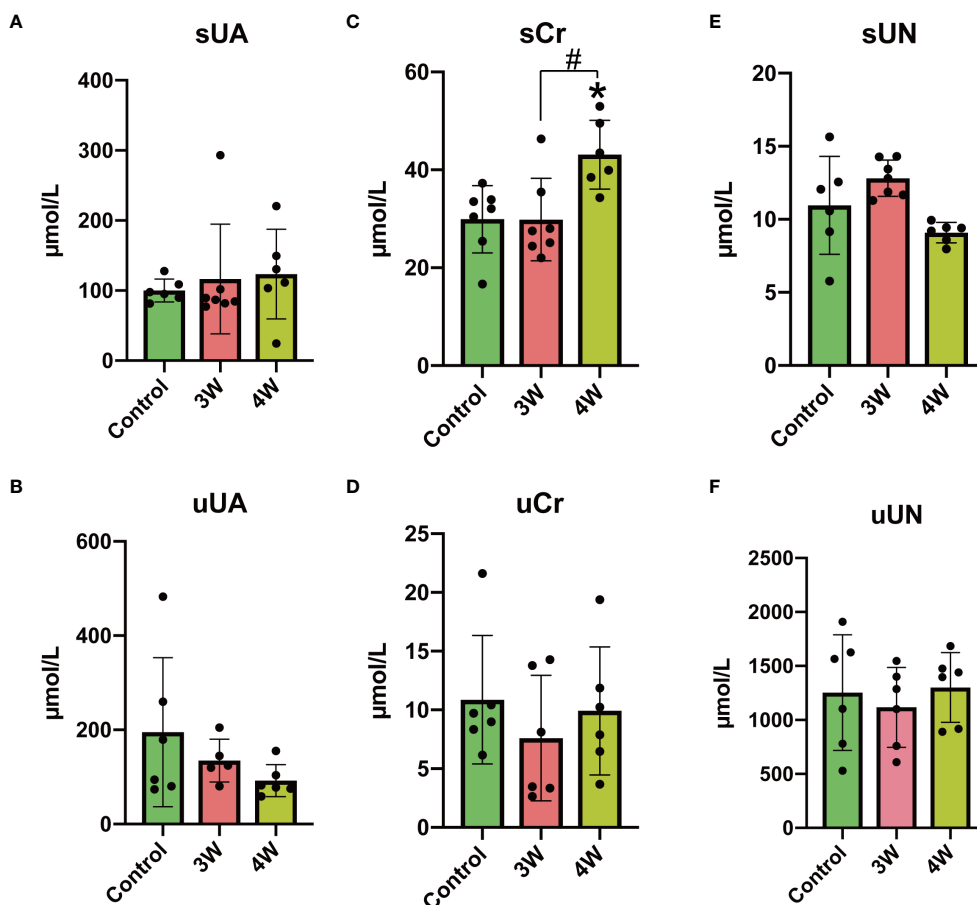 A
sUA
µmol/L
400
300
200
100
0
Control
3W
4W
C
sCr
µmol/L
60
40
20
0
#
*
Control
3W
4W
E
sUN
µmol/L
20
15
10
5
0
Control
3W
4W
B
uUA
µmol/L
600
400
200
0
Control
3W
4W
D
uCr
µmol/L
25
20
15
10
5
0
Control
3W
4W
F
uUN
µmol/L
2500
2000
1500
1000
500
0
Control
3W
4W